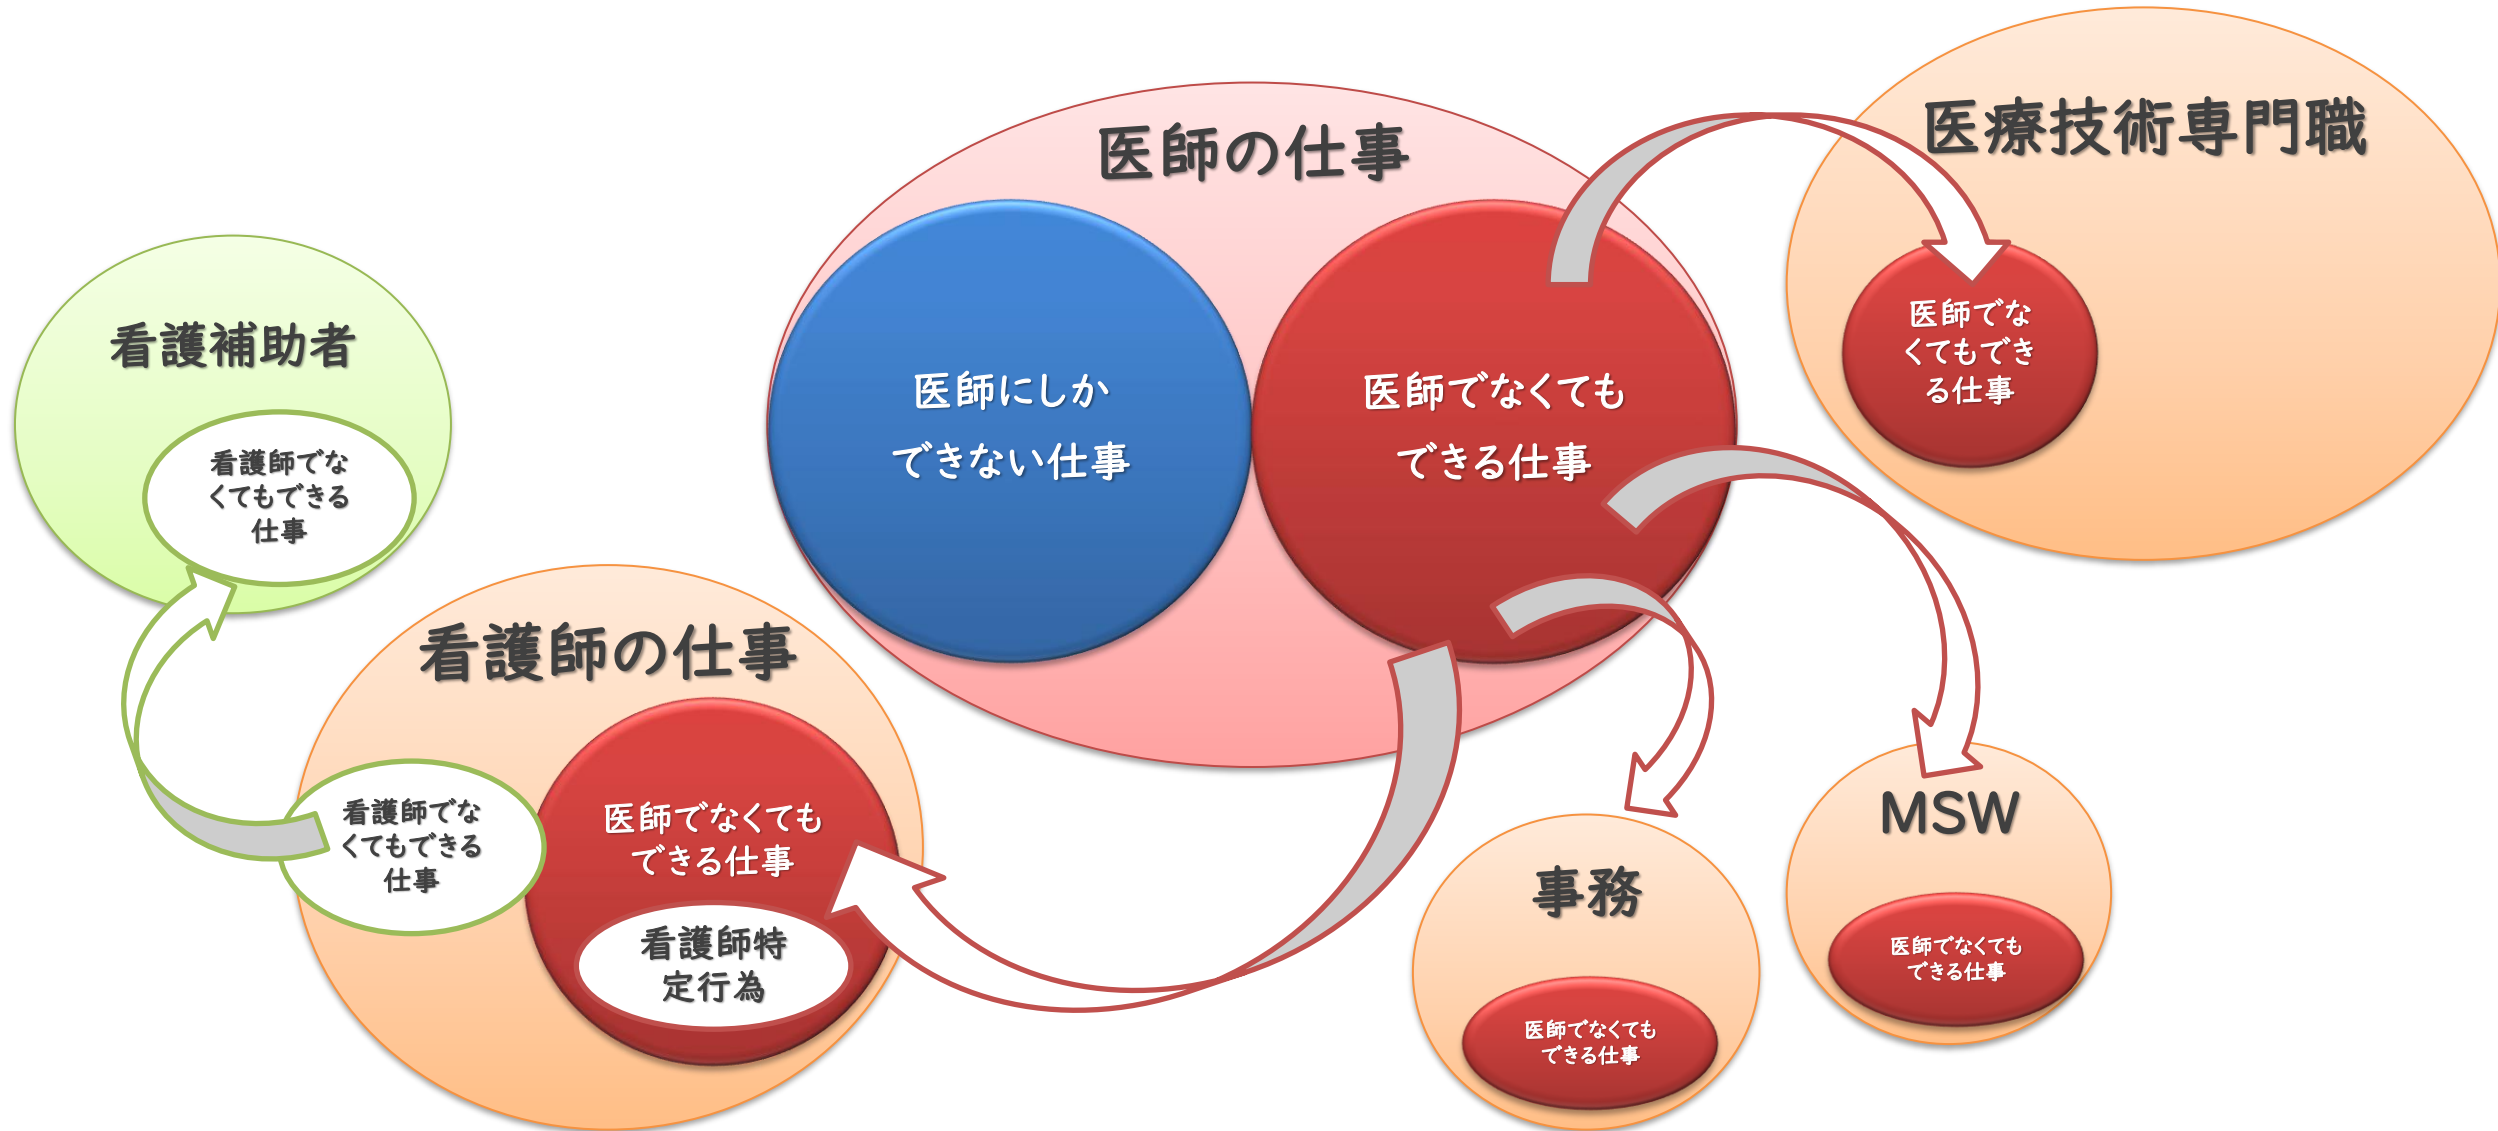 医師の仕事
医師にしか
できない仕事
医師でなくても
できる仕事
医療技術専門職
医師でな
くてもでき
る仕事
看護補助者
看護師でな
くてもできる
仕事
看護師の仕事
看護師でな
くてもできる
仕事
医師でなくても
できる仕事
看護師特
定行為
事務
医師でなくても
できる仕事
MSW
医師でなくても
できる仕事